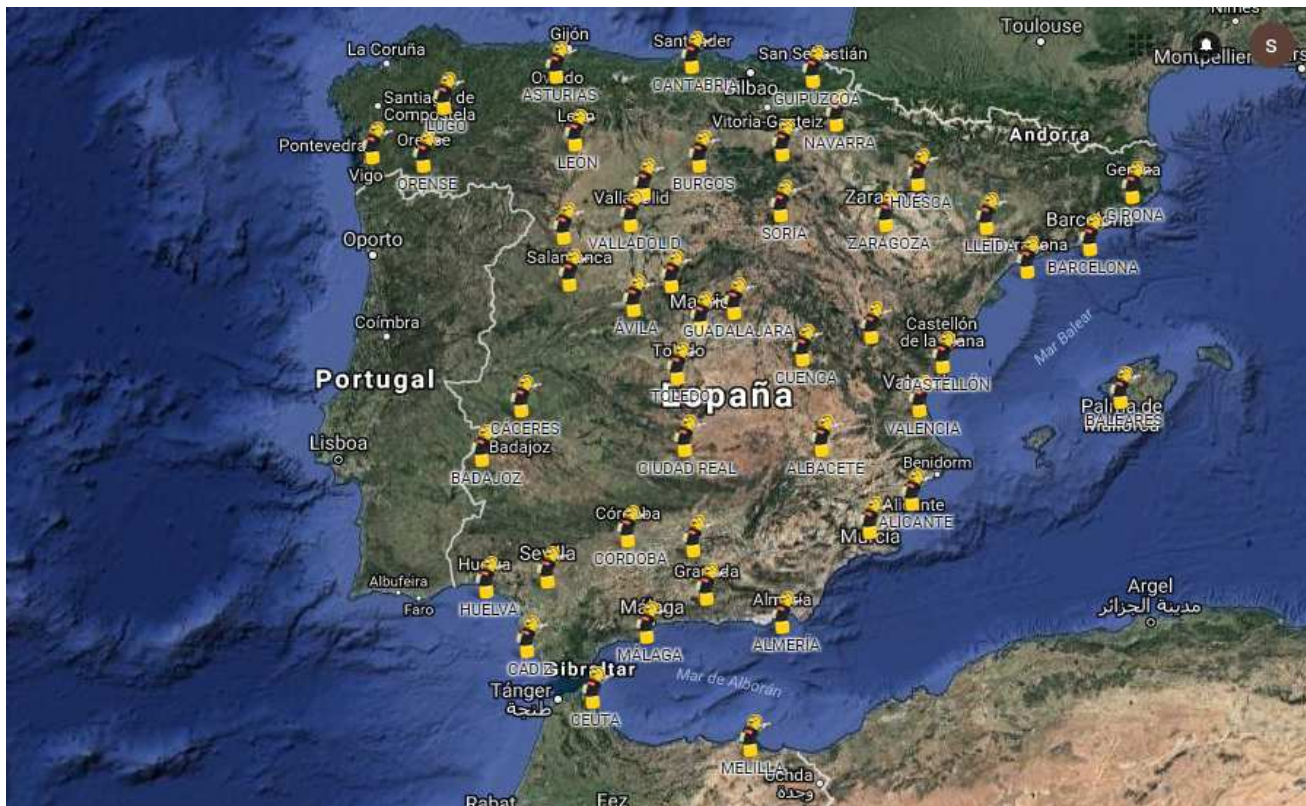 Nimes
Toulouse
S
Gijón
La Coruña
Santander
San Sebastián
Montpellier
Oviedo
ASTURIAS
CANTABRIA
Bilbao
GUIPUZCOA
Santiago de
Compostela
LUGO
León
Vitoria-Gasteiz
NAVARRA
Andorra
Pontevedra
Orense
LEÓN
BURGOS
Vigo
ORENSE
Gerona
Valladolid
HUESCA
Barcelona
GIRONA
Oporto
VALLADOLID
SORIA
ZARAGOZA
LLEIDA
BARCELONA
Salamanca
Madrid
ÁVILA
GUADALAJARA
Coímbra
Castellón
de la Plana
Mar Balear
Toledo
CUENCA
Portugal
TOLEDO
España
CASTELLÓN
CÁCERES
VALENCIA
Palma de
Mallorca
BALEARES
Lisboa
Badajoz
BADAJOZ
CIUDAD REAL
ALBACETE
Benidorm
Alicante
ALICANTE
Córdoba
CORDOBA
Murcia
Sevilla
Huelva
Granada
Albufeira
Faro
HUELVA
Málaga
Almería
Argel
مدينة الجزائر
MÁLAGA
ALMERÍA
CADIZ
Gibraltar
Mar de Alborán
Tánger
طنجة
CEUTA
MELILLA
Uchda
وجدة
Rabat
Fez